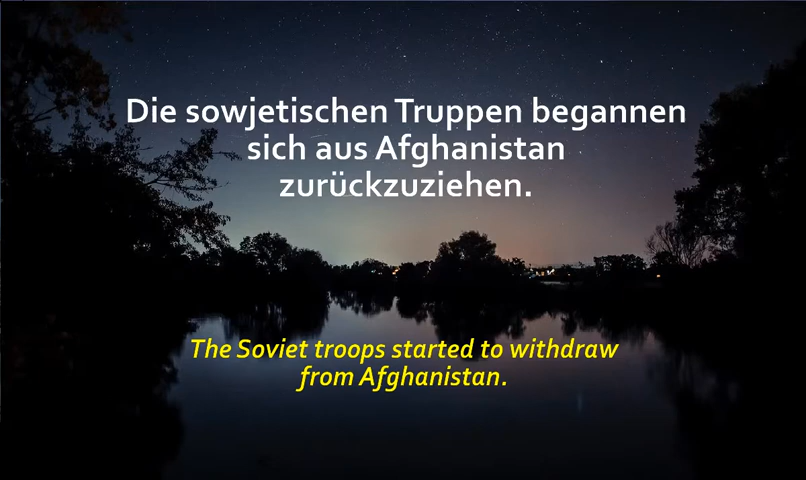 Die sowjetischen Truppen begannen
sich aus Afghanistan
zurückzuziehen.
The Soviet troops started to withdraw
from Afghanistan.